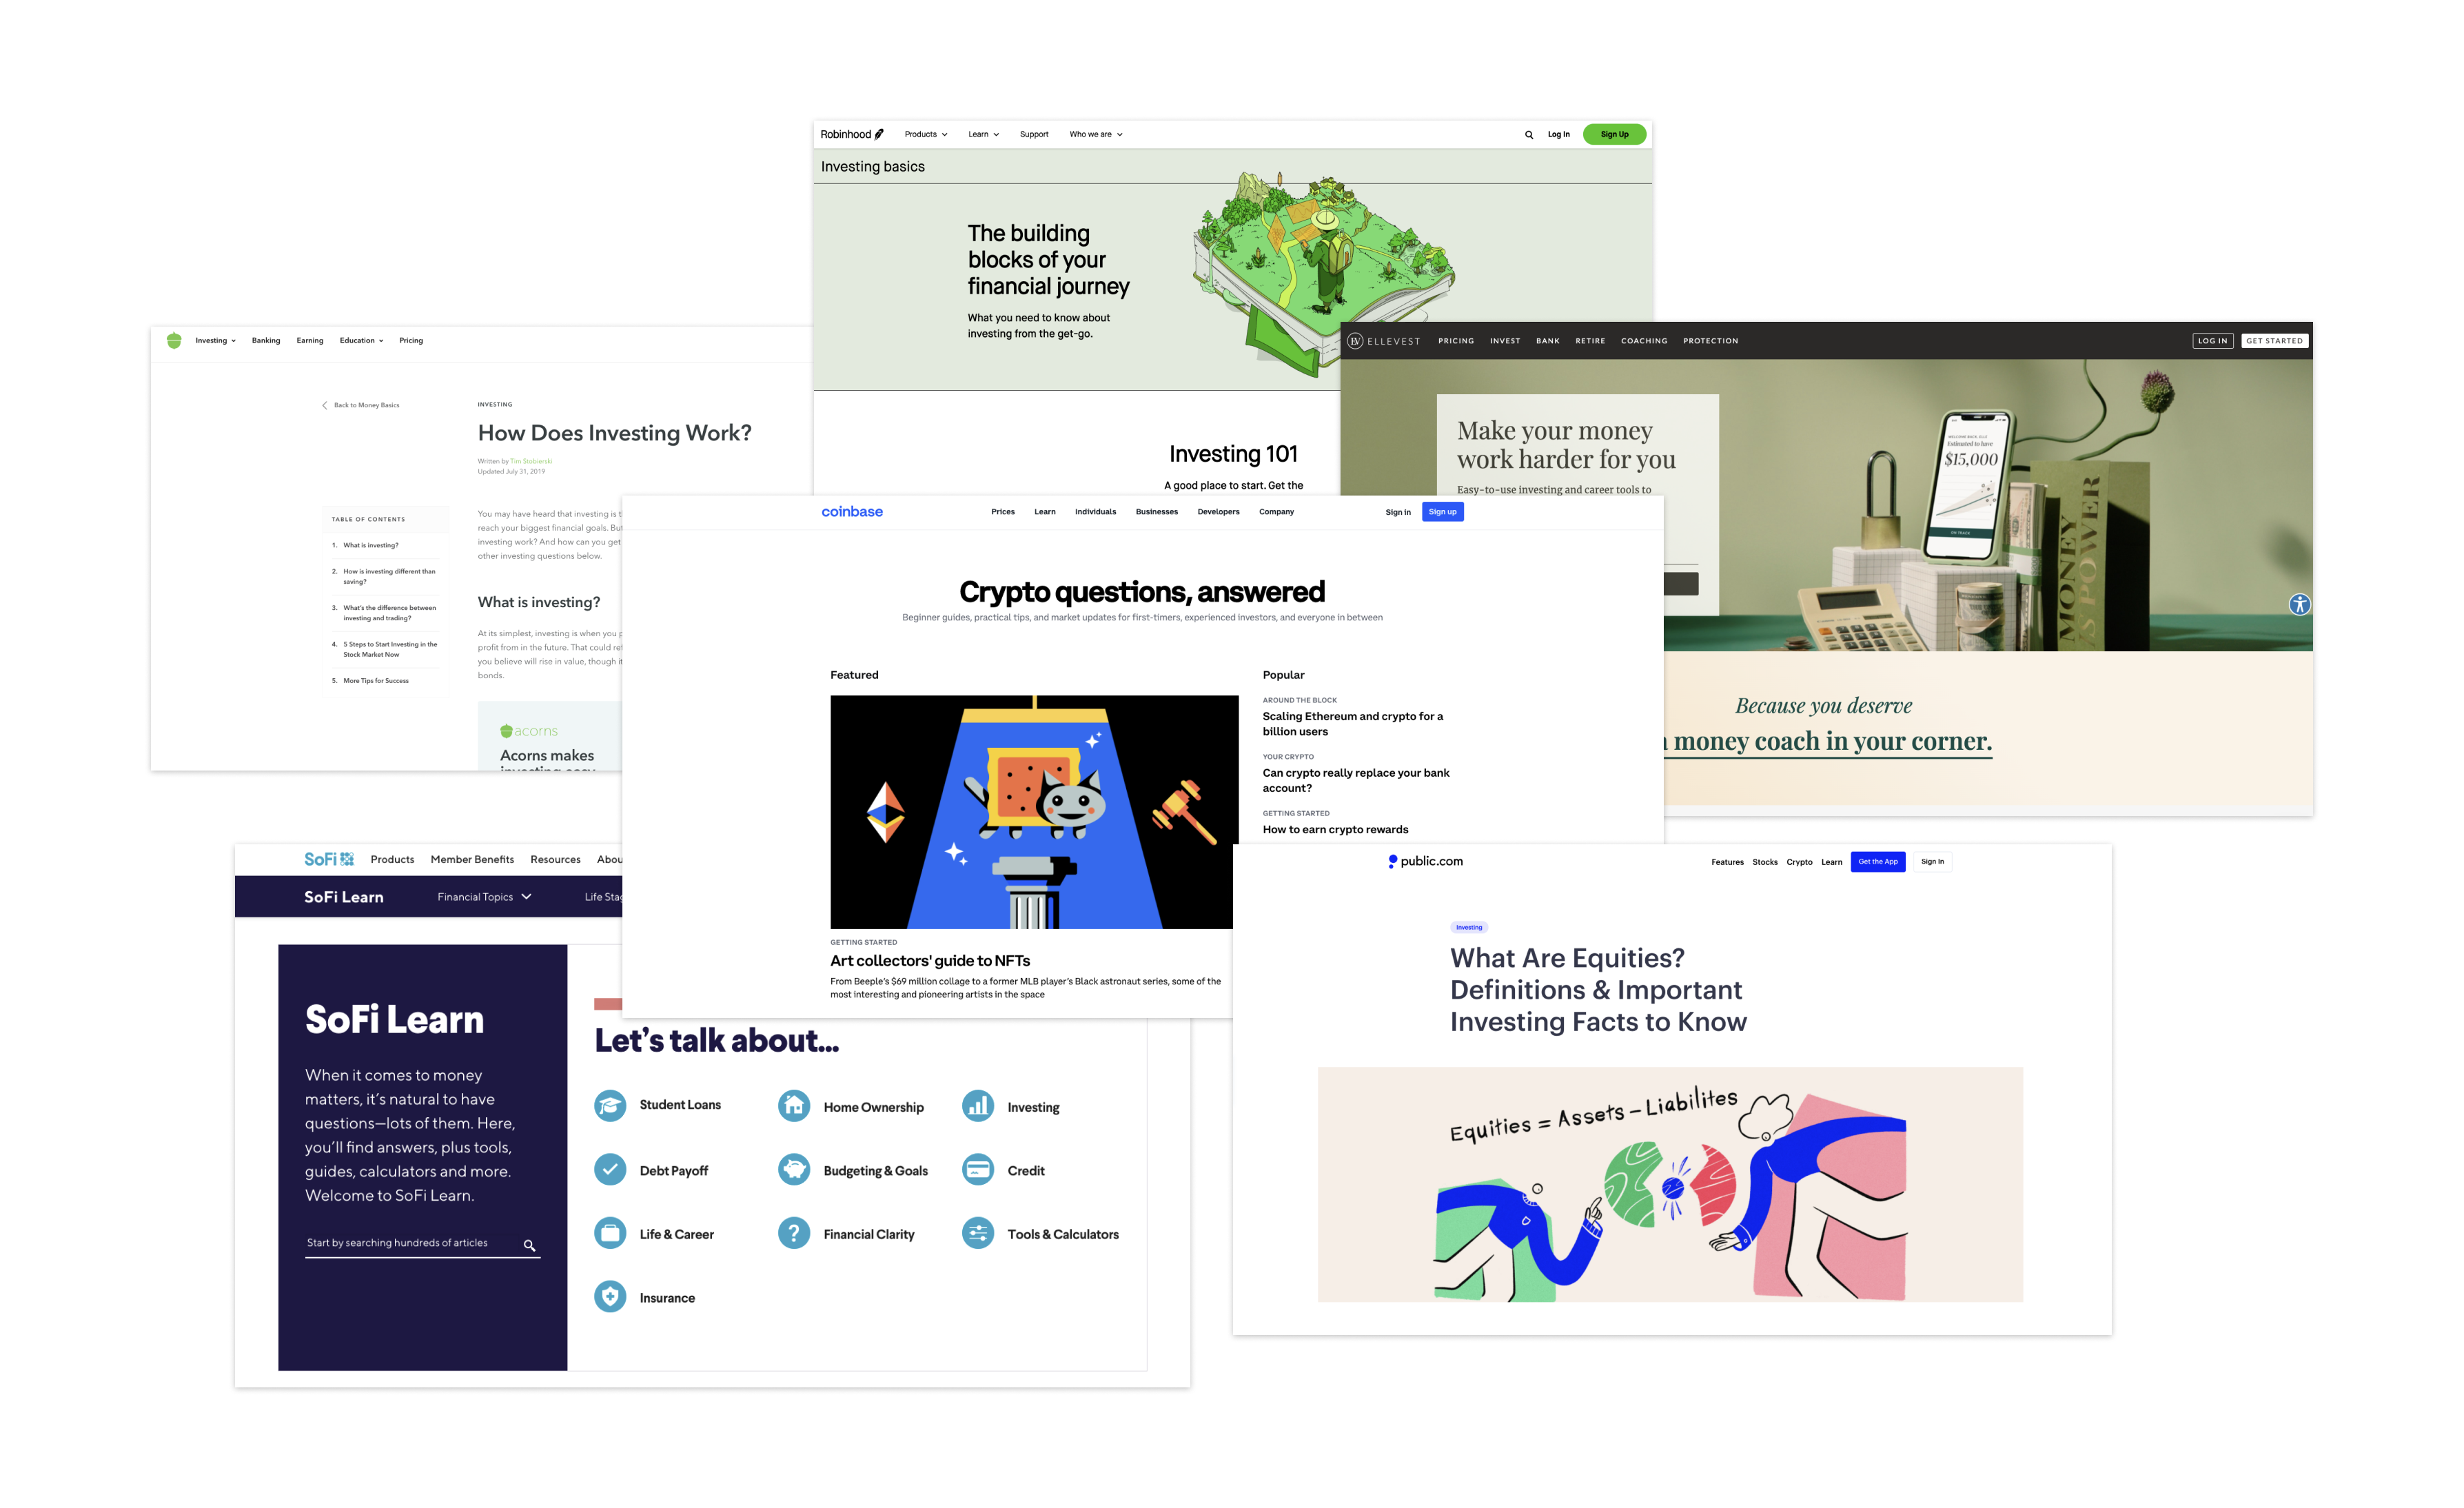 Robinhood
Products Learn Support Who we are Log In Sign Up
Investing basics
The building
blocks of your
financial journey
What you need to know about
investing from the get-go.
Investing 101
A good place to start. Get the
Investing Banking Earning Education Pricing
Back to Money Basics
INVESTING
How Does Investing Work?
Written by Tim Stobierski
Updated July 31, 2019
TABLE OF CONTENTS
1. What is investing?
2. How is investing different than
saving?
3. What's the difference between
investing and trading?
4. 5 Steps to Start Investing in the
Stock Market Now
5. More Tips for Success
You may have heard that investing is
reach your biggest financial goals. But
investing work? And how can you get
other investing questions below.
What is investing?
At its simplest, investing is when you
profit from in the future. That could
you believe will rise in value, though
bonds.
acorns
Acorns makes
investing easy
ELLEVEST PRICING INVEST BANK RETIRE COACHING PROTECTION LOG IN GET STARTED
Make your money
work harder for you
Easy-to-use investing and career tools to
WELCOME BACK, ELLE
Estimated to have
$15,000
ON TRACK
MONEY
IS POWER
Because you deserve
money coach in your corner.
coinbase Prices Learn Individuals Businesses Developers Company Sign in Sign up
Crypto questions, answered
Beginner guides, practical tips, and market updates for first-timers, experienced investors, and everyone in between
Featured
GETTING STARTED
Art collectors' guide to NFTs
From Beeple's $69 million collage to a former MLB player's Black astronaut series, some of the
most interesting and pioneering artists in the space
Popular
AROUND THE BLOCK
Scaling Ethereum and crypto for a
billion users
YOUR CRYPTO
Can crypto really replace your bank
account?
GETTING STARTED
How to earn crypto rewards
SoFi Products Member Benefits Resources Abou
SoFi Learn Financial Topics Life Stag
SoFi Learn
When it comes to money
matters, it's natural to have
questions—lots of them. Here,
you'll find answers, plus tools,
guides, calculators and more.
Welcome to SoFi Learn.
Start by searching hundreds of articles
Let's talk about...
Student Loans Home Ownership Investing
Debt Payoff Budgeting & Goals Credit
Life & Career Financial Clarity Tools & Calculators
Insurance
public.com Features Stocks Crypto Learn Get the App Sign In
Investing
What Are Equities?
Definitions & Important
Investing Facts to Know
Equities = Assets – Liabilites